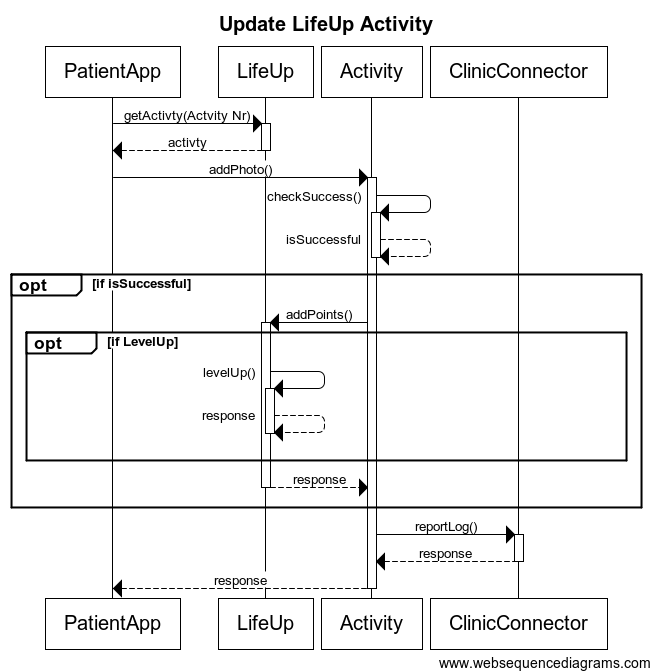 Update LifeUp Activity
PatientApp LifeUp Activity ClinicConnector
getActivty(Actvity Nr)
activty
addPhoto()
checkSuccess()
isSuccessful
opt [if isSuccessful]
addPoints()
opt [if LevelUp]
levelUp()
response
response
reportLog()
response
response
PatientApp LifeUp Activity ClinicConnector
www.websequencediagrams.com